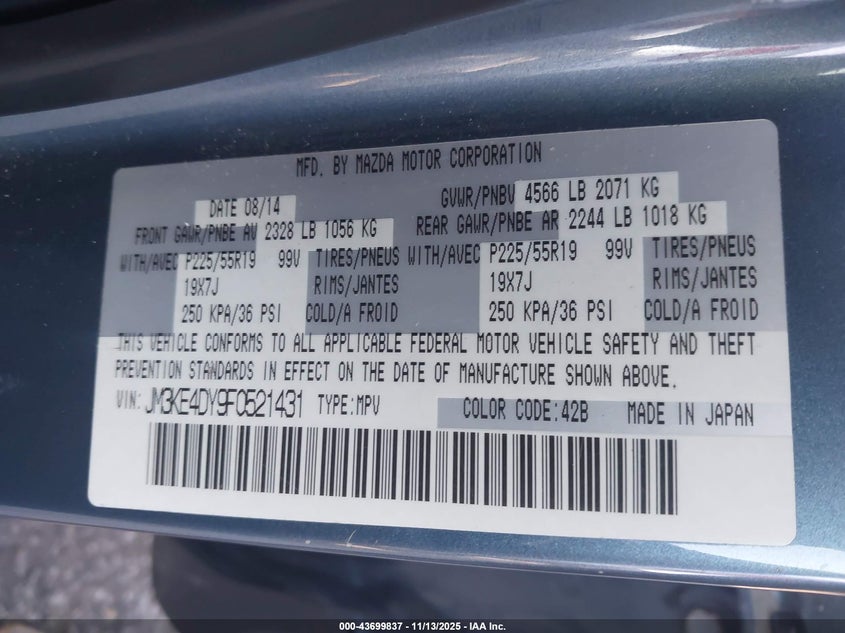 MFD. BY MAZDA MOTOR CORPORATION
DATE 08/14 GVWR/PNBV 4566 LB 2071 KG
FRONT GAWR/PNBE AV 2328 LB 1056 KG REAR GAWR/PNBE AR 2244 LB 1018 KG
WITH/AVEC P225/55R19 99V TIRES/PNEUS WITH/AVEC P225/55R19 99V TIRES/PNEUS
19X7J RIMS/JANTES 19X7J RIMS/JANTES
250 KPA/36 PSI COLD/A FROID 250 KPA/36 PSI COLD/A FROID
THIS VEHICLE CONFORMS TO ALL APPLICABLE FEDERAL MOTOR VEHICLE SAFETY AND THEFT
PREVENTION STANDARDS IN EFFECT ON THE DATE OF MANUFACTURE SHOWN ABOVE.
VIN: JM3KE4DY9F0521431 TYPE:MPV COLOR CODE:42B MADE IN JAPAN
000-43699837 - 11/13/2025 - IAA Inc.